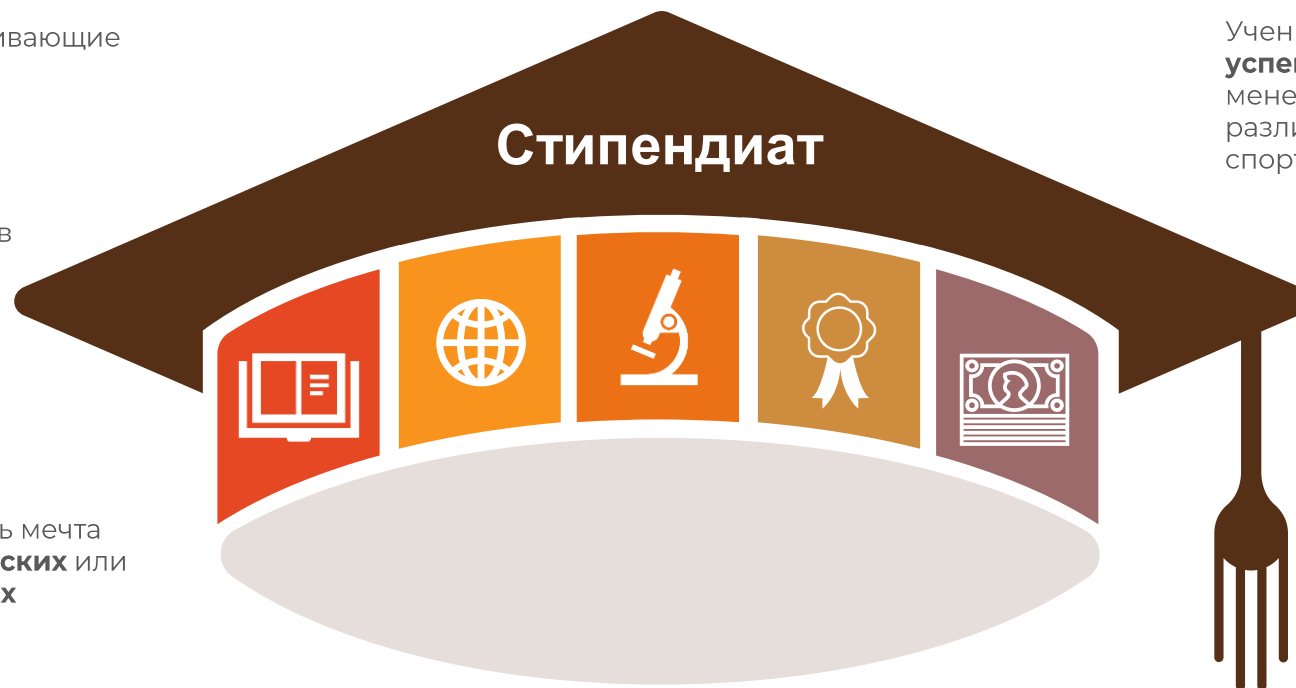 ивающие
в
ь мечта
ских или
х
Стипендиат
Учен
успе
мене
разли
спорт